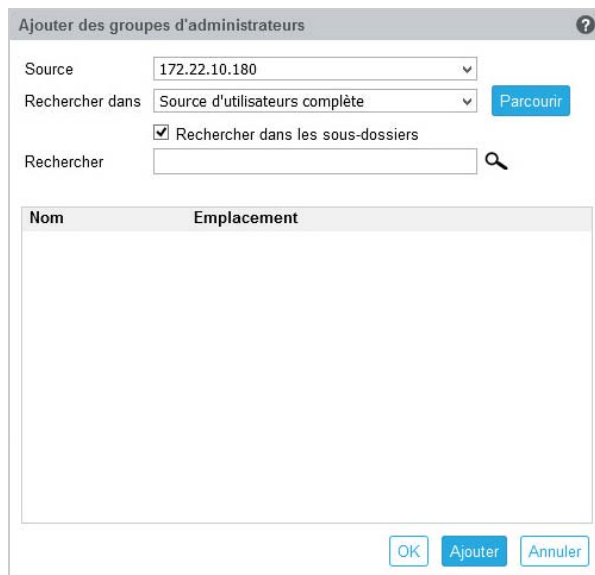 Ajouter des groupes d'administrateurs ?
Source 172.22.10.180
Rechercher dans Source d'utilisateurs complète Parcourir
Rechercher dans les sous-dossiers
Rechercher
Nom Emplacement
OK Ajouter Annuler